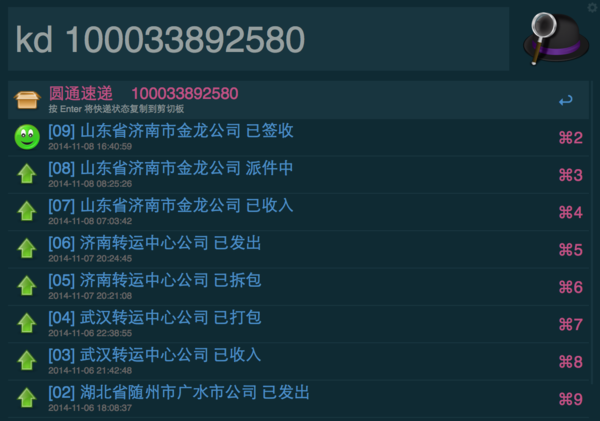 kd 100033892580
圆通速递 100033892580
按 Enter 将快递状态复制到剪切板
↩
[09] 山东省济南市金龙公司 已签收
⌘2
2014-11-08 16:40:59
[08] 山东省济南市金龙公司 派件中
⌘3
2014-11-08 08:25:26
[07] 山东省济南市金龙公司 已收入
⌘4
2014-11-08 07:03:42
[06] 济南转运中心公司 已发出
⌘5
2014-11-07 20:24:45
[05] 济南转运中心公司 已拆包
⌘6
2014-11-07 20:21:08
[04] 武汉转运中心公司 已打包
⌘7
2014-11-06 22:38:55
[03] 武汉转运中心公司 已收入
⌘8
2014-11-06 21:42:48
[02] 湖北省随州市广水市公司 已发出
⌘9
2014-11-06 18:08:37